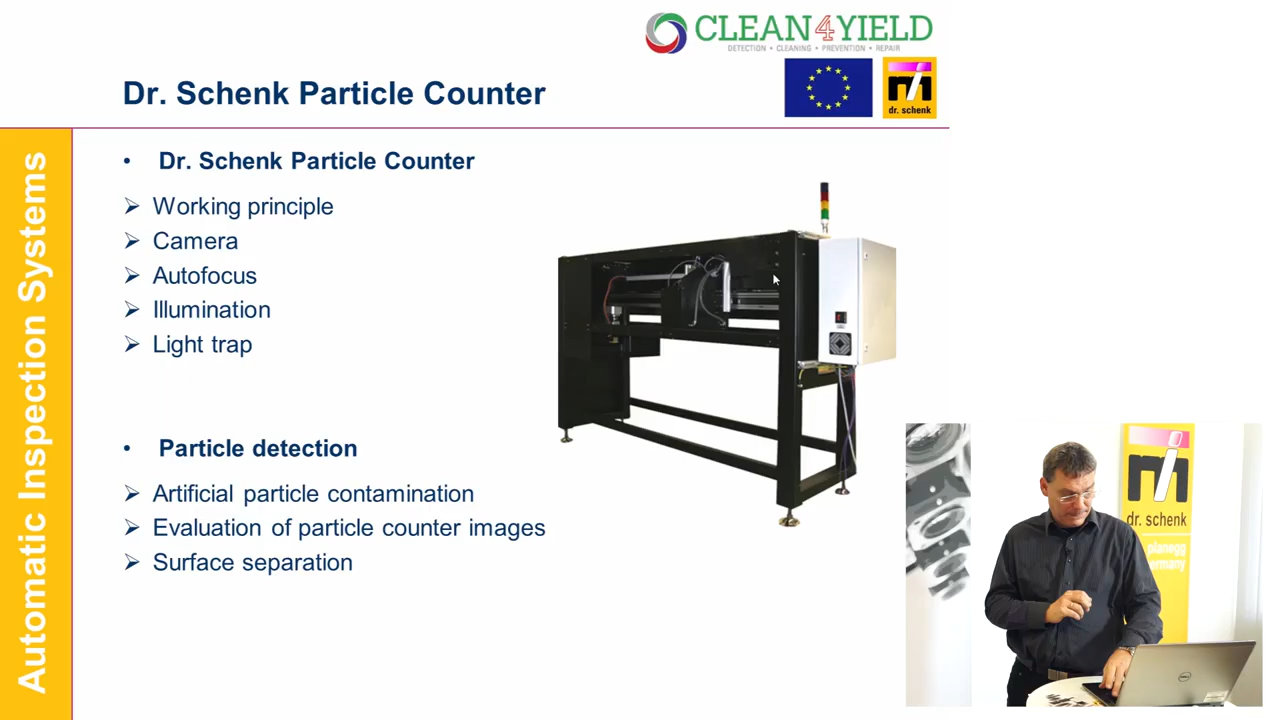 CLEAN4YIELD
DETECTION • CLEANING • PREVENTION • REPAIR
dr. schenk
Dr. Schenk Particle Counter
Automatic Inspection Systems
• Dr. Schenk Particle Counter
➢ Working principle
➢ Camera
➢ Autofocus
➢ Illumination
➢ Light trap
• Particle detection
➢ Artificial particle contamination
➢ Evaluation of particle counter images
➢ Surface separation
dr. schenk
planegg
DELL